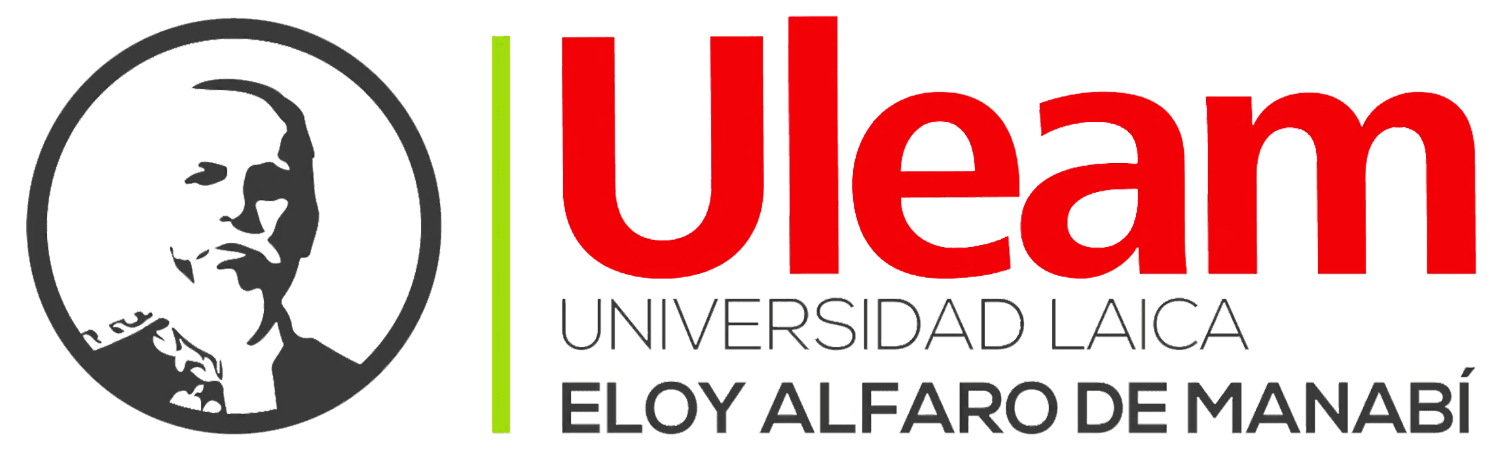 Uleam
UNIVERSIDAD LAICA
ELOY ALFARO DE MANABÍ